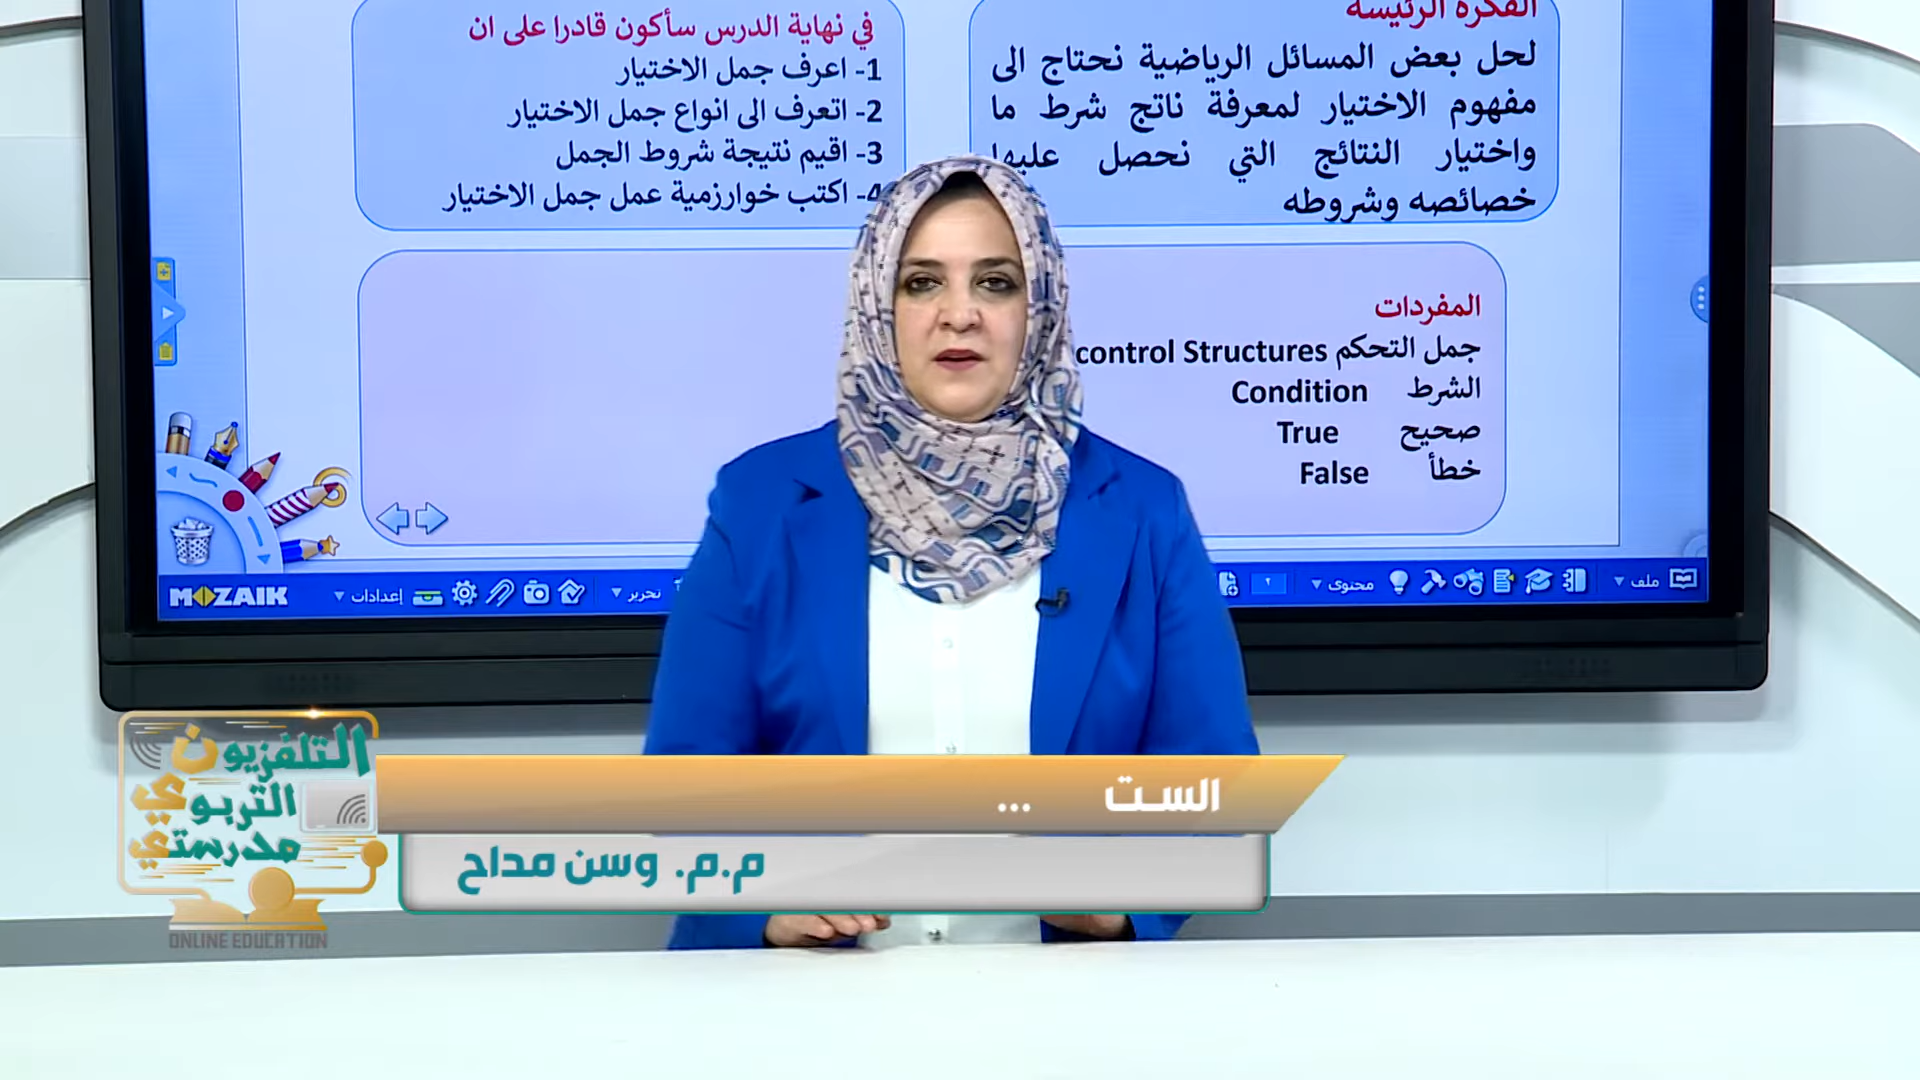 الفكرة الرئيسة
لحل بعض المسائل الرياضية نحتاج الى
مفهوم الاختيار لمعرفة ناتج شرط ما
واختيار النتائج التي نحصل عليها
خصائصه وشروطه
في نهاية الدرس سأكون قادرا على ان
1- اعرف جمل الاختيار
2- اتعرف الى انواع جمل الاختيار
3- اقيم نتيجة شروط الجمل
4- اكتب خوارزمية عمل جمل الاختيار
المفردات
جمل التحكم control Structures
الشرط Condition
صحيح True
خطأ False
ملف
محتوى
٢
تحرير
إعدادات
MOZAIK
التلفزيون
التربوي
مدرستي
ONLINE EDUCATION
الست ...
م.م. وسن مداح